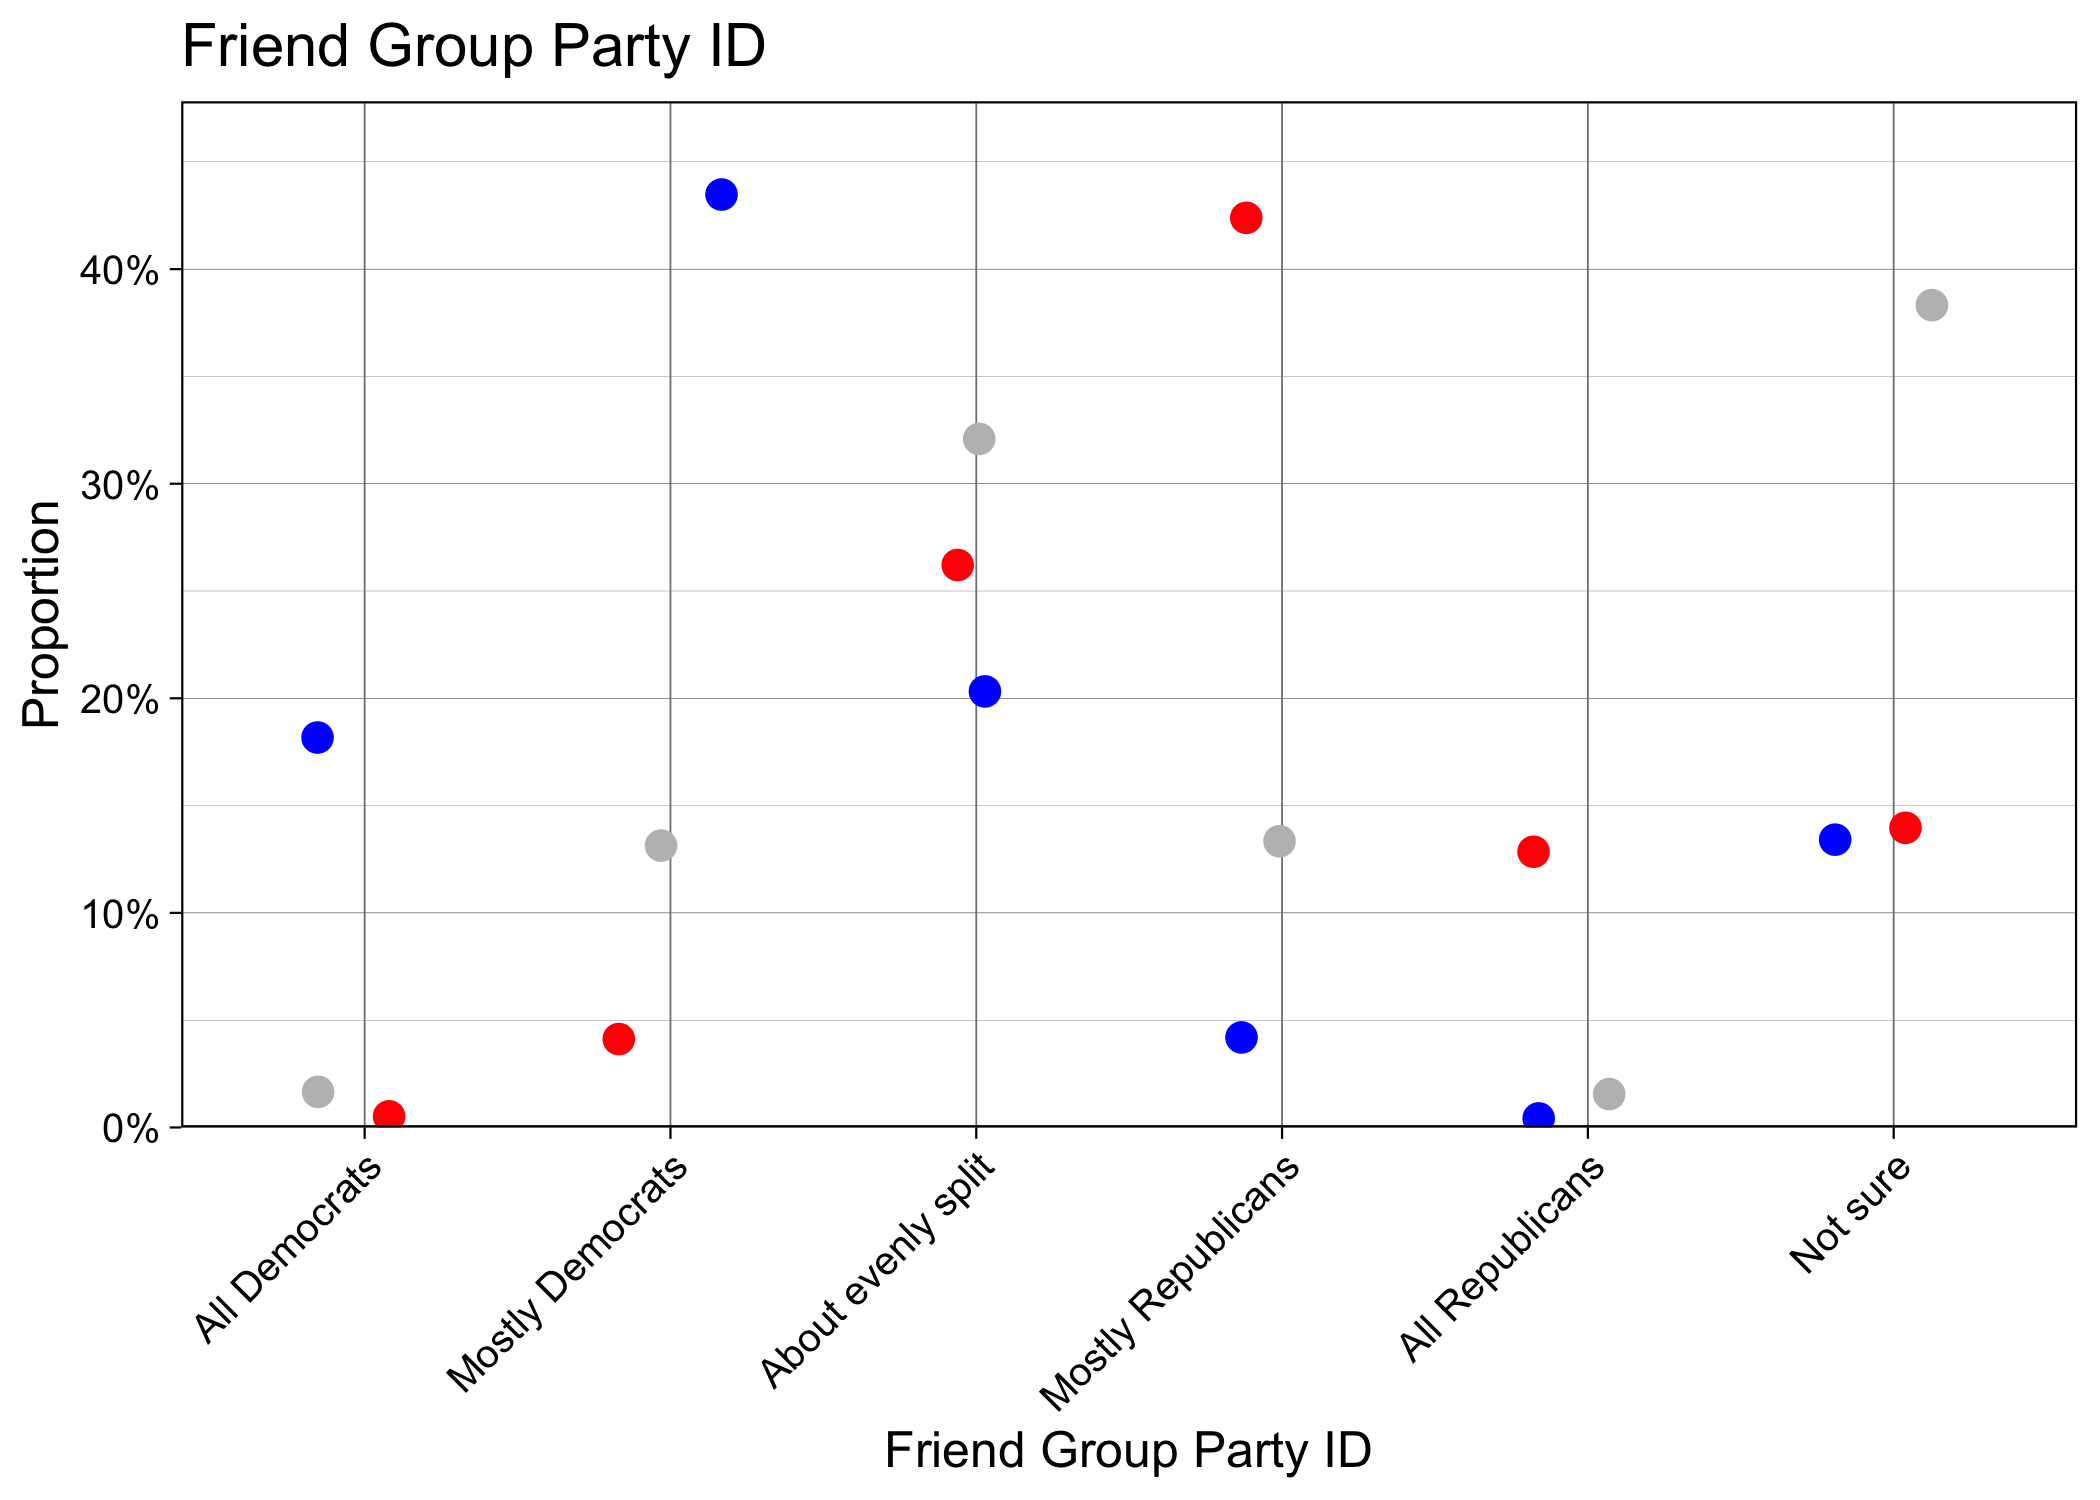 Friend Group Party ID
Proportion
40%
30%
20%
10%
0%
All Democrats
Mostly Democrats
About evenly split
Mostly Republicans
All Republicans
Not sure
Friend Group Party ID